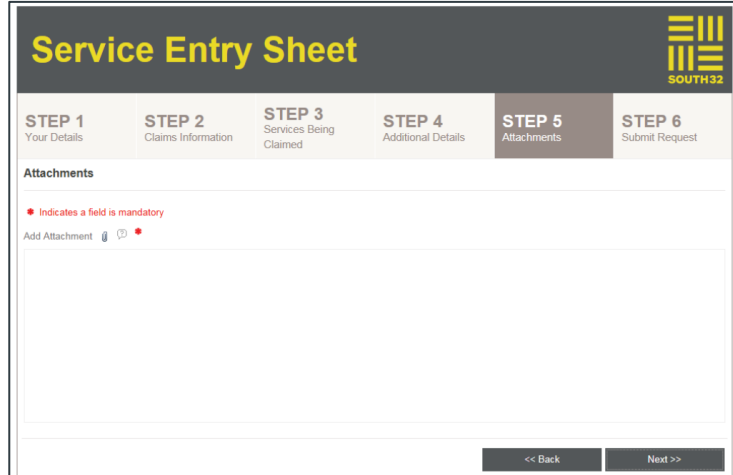 Service Entry Sheet
SOUTH32
STEP 1
Your Details
STEP 2
Claims Information
STEP 3
Services Being
Claimed
STEP 4
Additional Details
STEP 5
Attachments
STEP 6
Submit Request
Attachments
* Indicates a field is mandatory
Add Attachment ? *
<< Back
Next >>